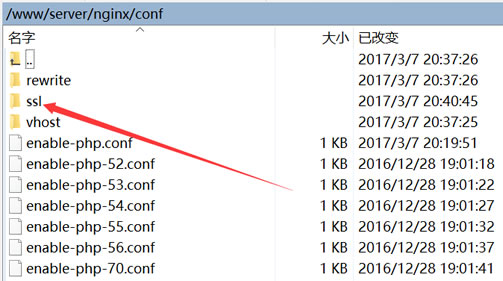 /www/server/nginx/conf
名字 大小 已改变
.. 2017/3/7 20:37:26
rewrite 2017/3/7 20:37:26
ssl 2017/3/7 20:40:45
vhost 2017/3/7 20:37:25
enable-php.conf 1 KB 2017/3/7 20:19:51
enable-php-52.conf 1 KB 2016/12/28 19:01:18
enable-php-53.conf 1 KB 2016/12/28 19:01:22
enable-php-54.conf 1 KB 2016/12/28 19:01:27
enable-php-55.conf 1 KB 2016/12/28 19:01:32
enable-php-56.conf 1 KB 2016/12/28 19:01:37
enable-php-70.conf 1 KB 2016/12/28 19:01:41